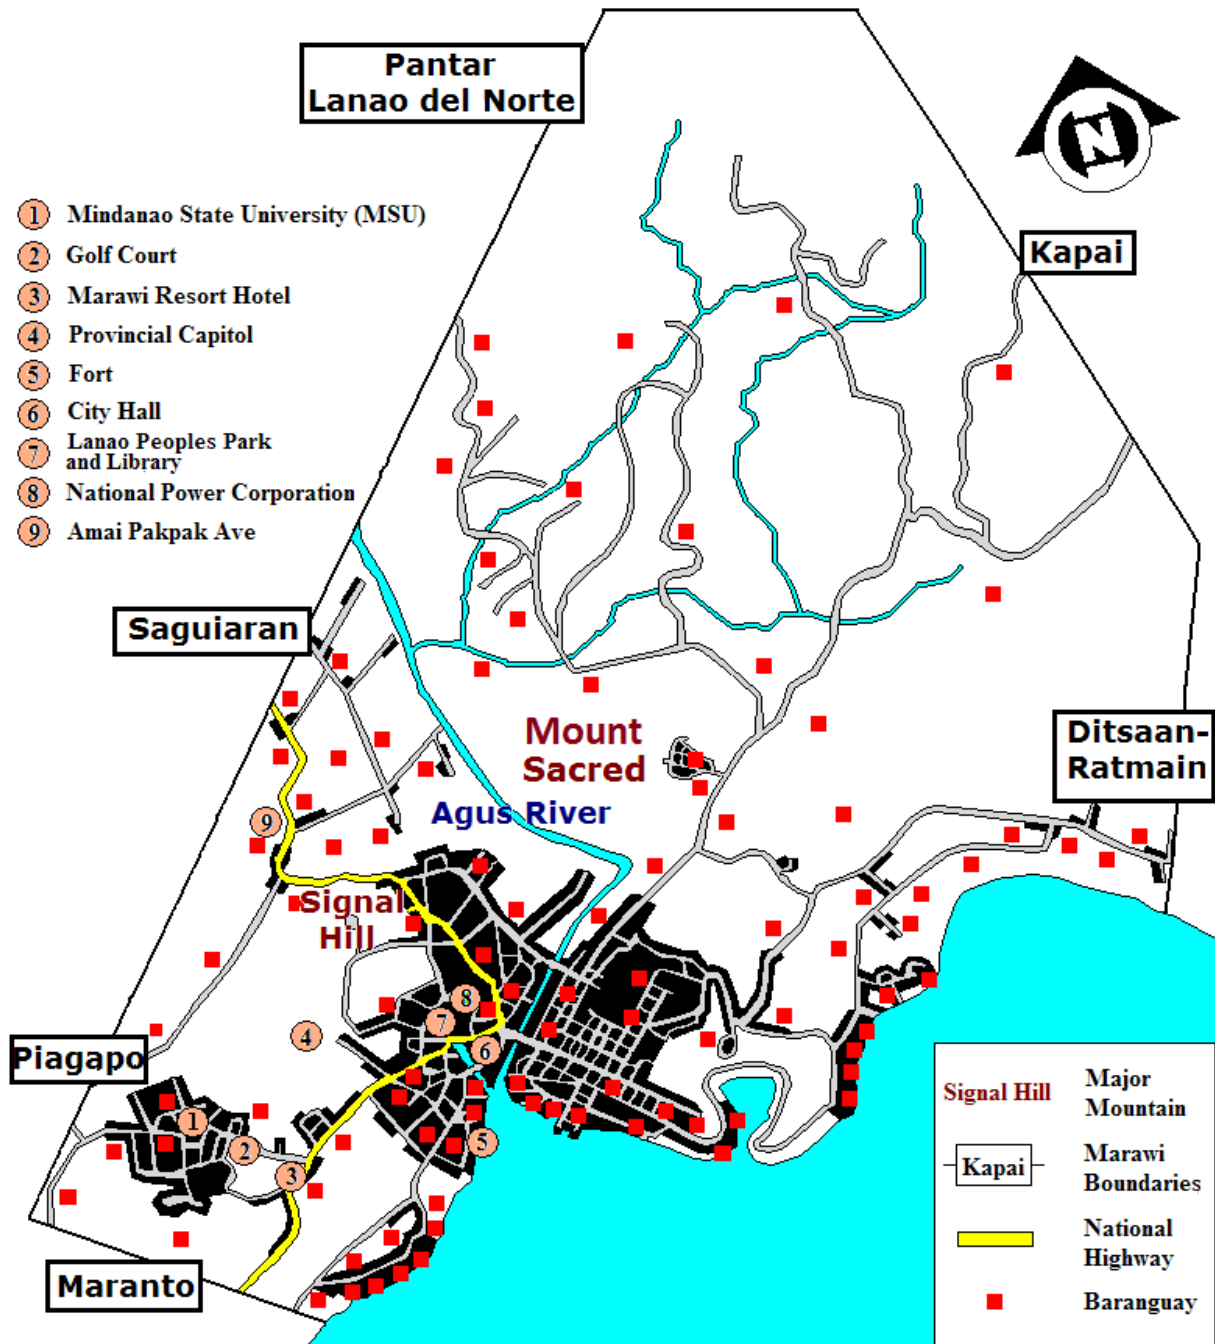 Pantar
Lanao del Norte
N
Kapai
1 Mindanao State University (MSU)
2 Golf Court
3 Marawi Resort Hotel
4 Provincial Capitol
5 Fort
6 City Hall
7 Lanao Peoples Park
and Library
8 National Power Corporation
9 Amai Pakpak Ave
Saguiaran
Mount
Sacred
Ditsaan-
Ratmain
Agus River
9
Signal
Hill
8
7
4
6
Piagapo
1
2
5
3
Maranto
Signal Hill Major
Mountain
Kapai Marawi
Boundaries
National
Highway
Baranguay